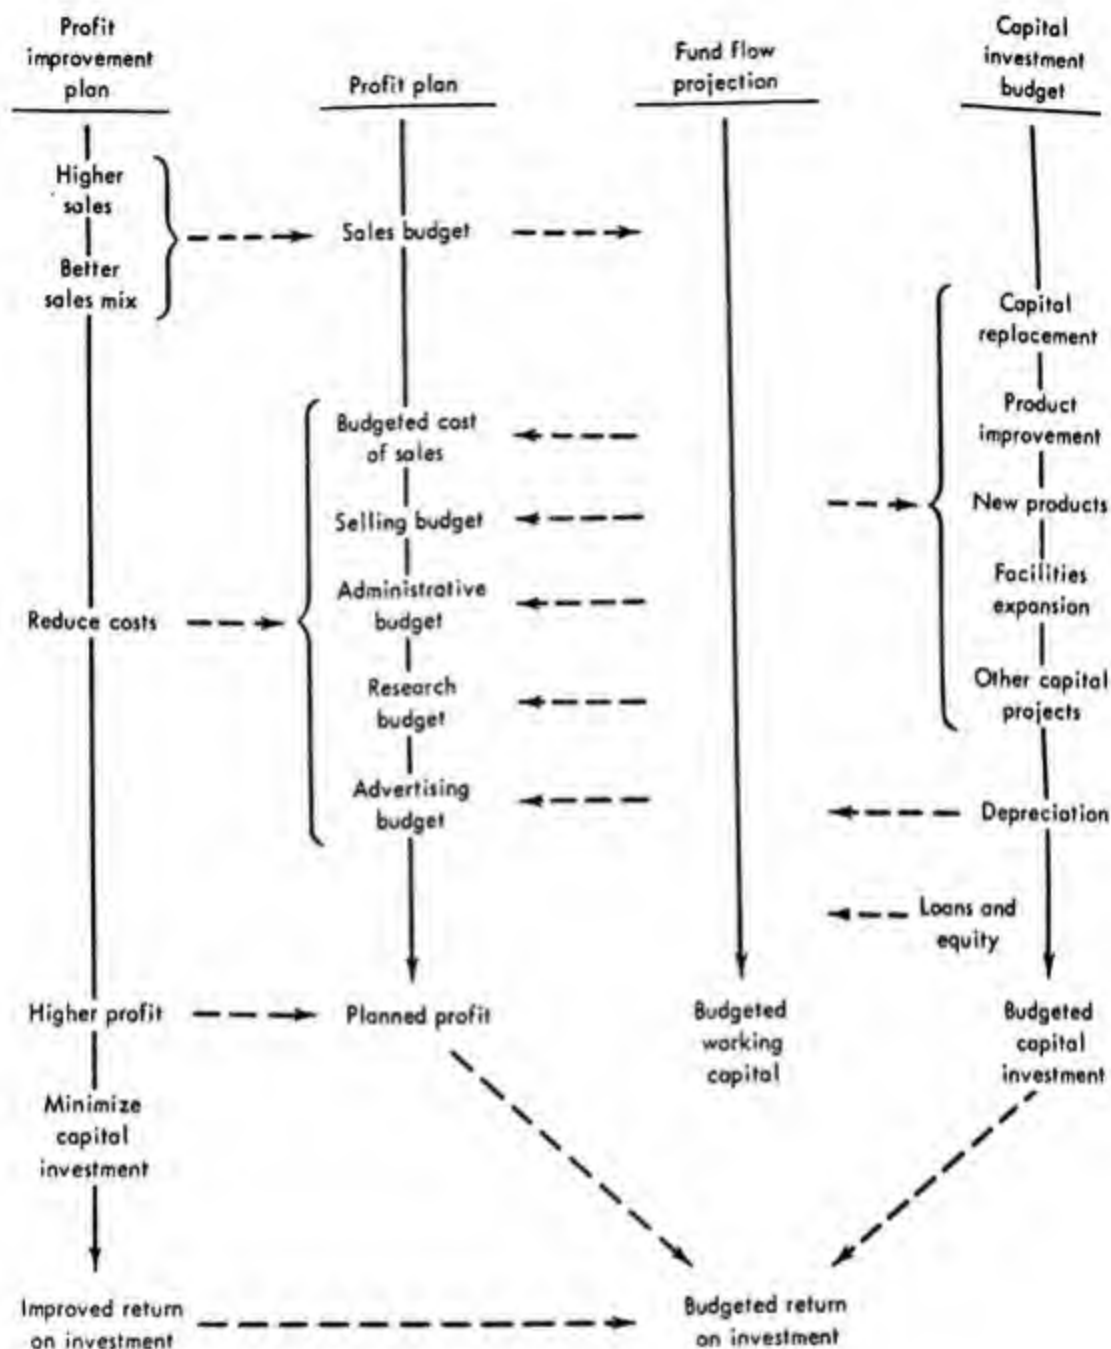 Profit
improvement
plan
Higher
sales
Better
sales mix
Reduce costs
Higher profit
Minimize
capital
investment
Improved return
on investment
Profit plan
Sales budget
Budgeted cost
of sales
Selling budget
Administrative
budget
Research
budget
Advertising
budget
Planned profit
Fund flow
projection
Budgeted
working
capital
Budgeted return
on investment
Capital
investment
budget
Capital
replacement
Product
improvement
New products
Facilities
expansion
Other capital
projects
Depreciation
Loans and
equity
Budgeted
capital
investment